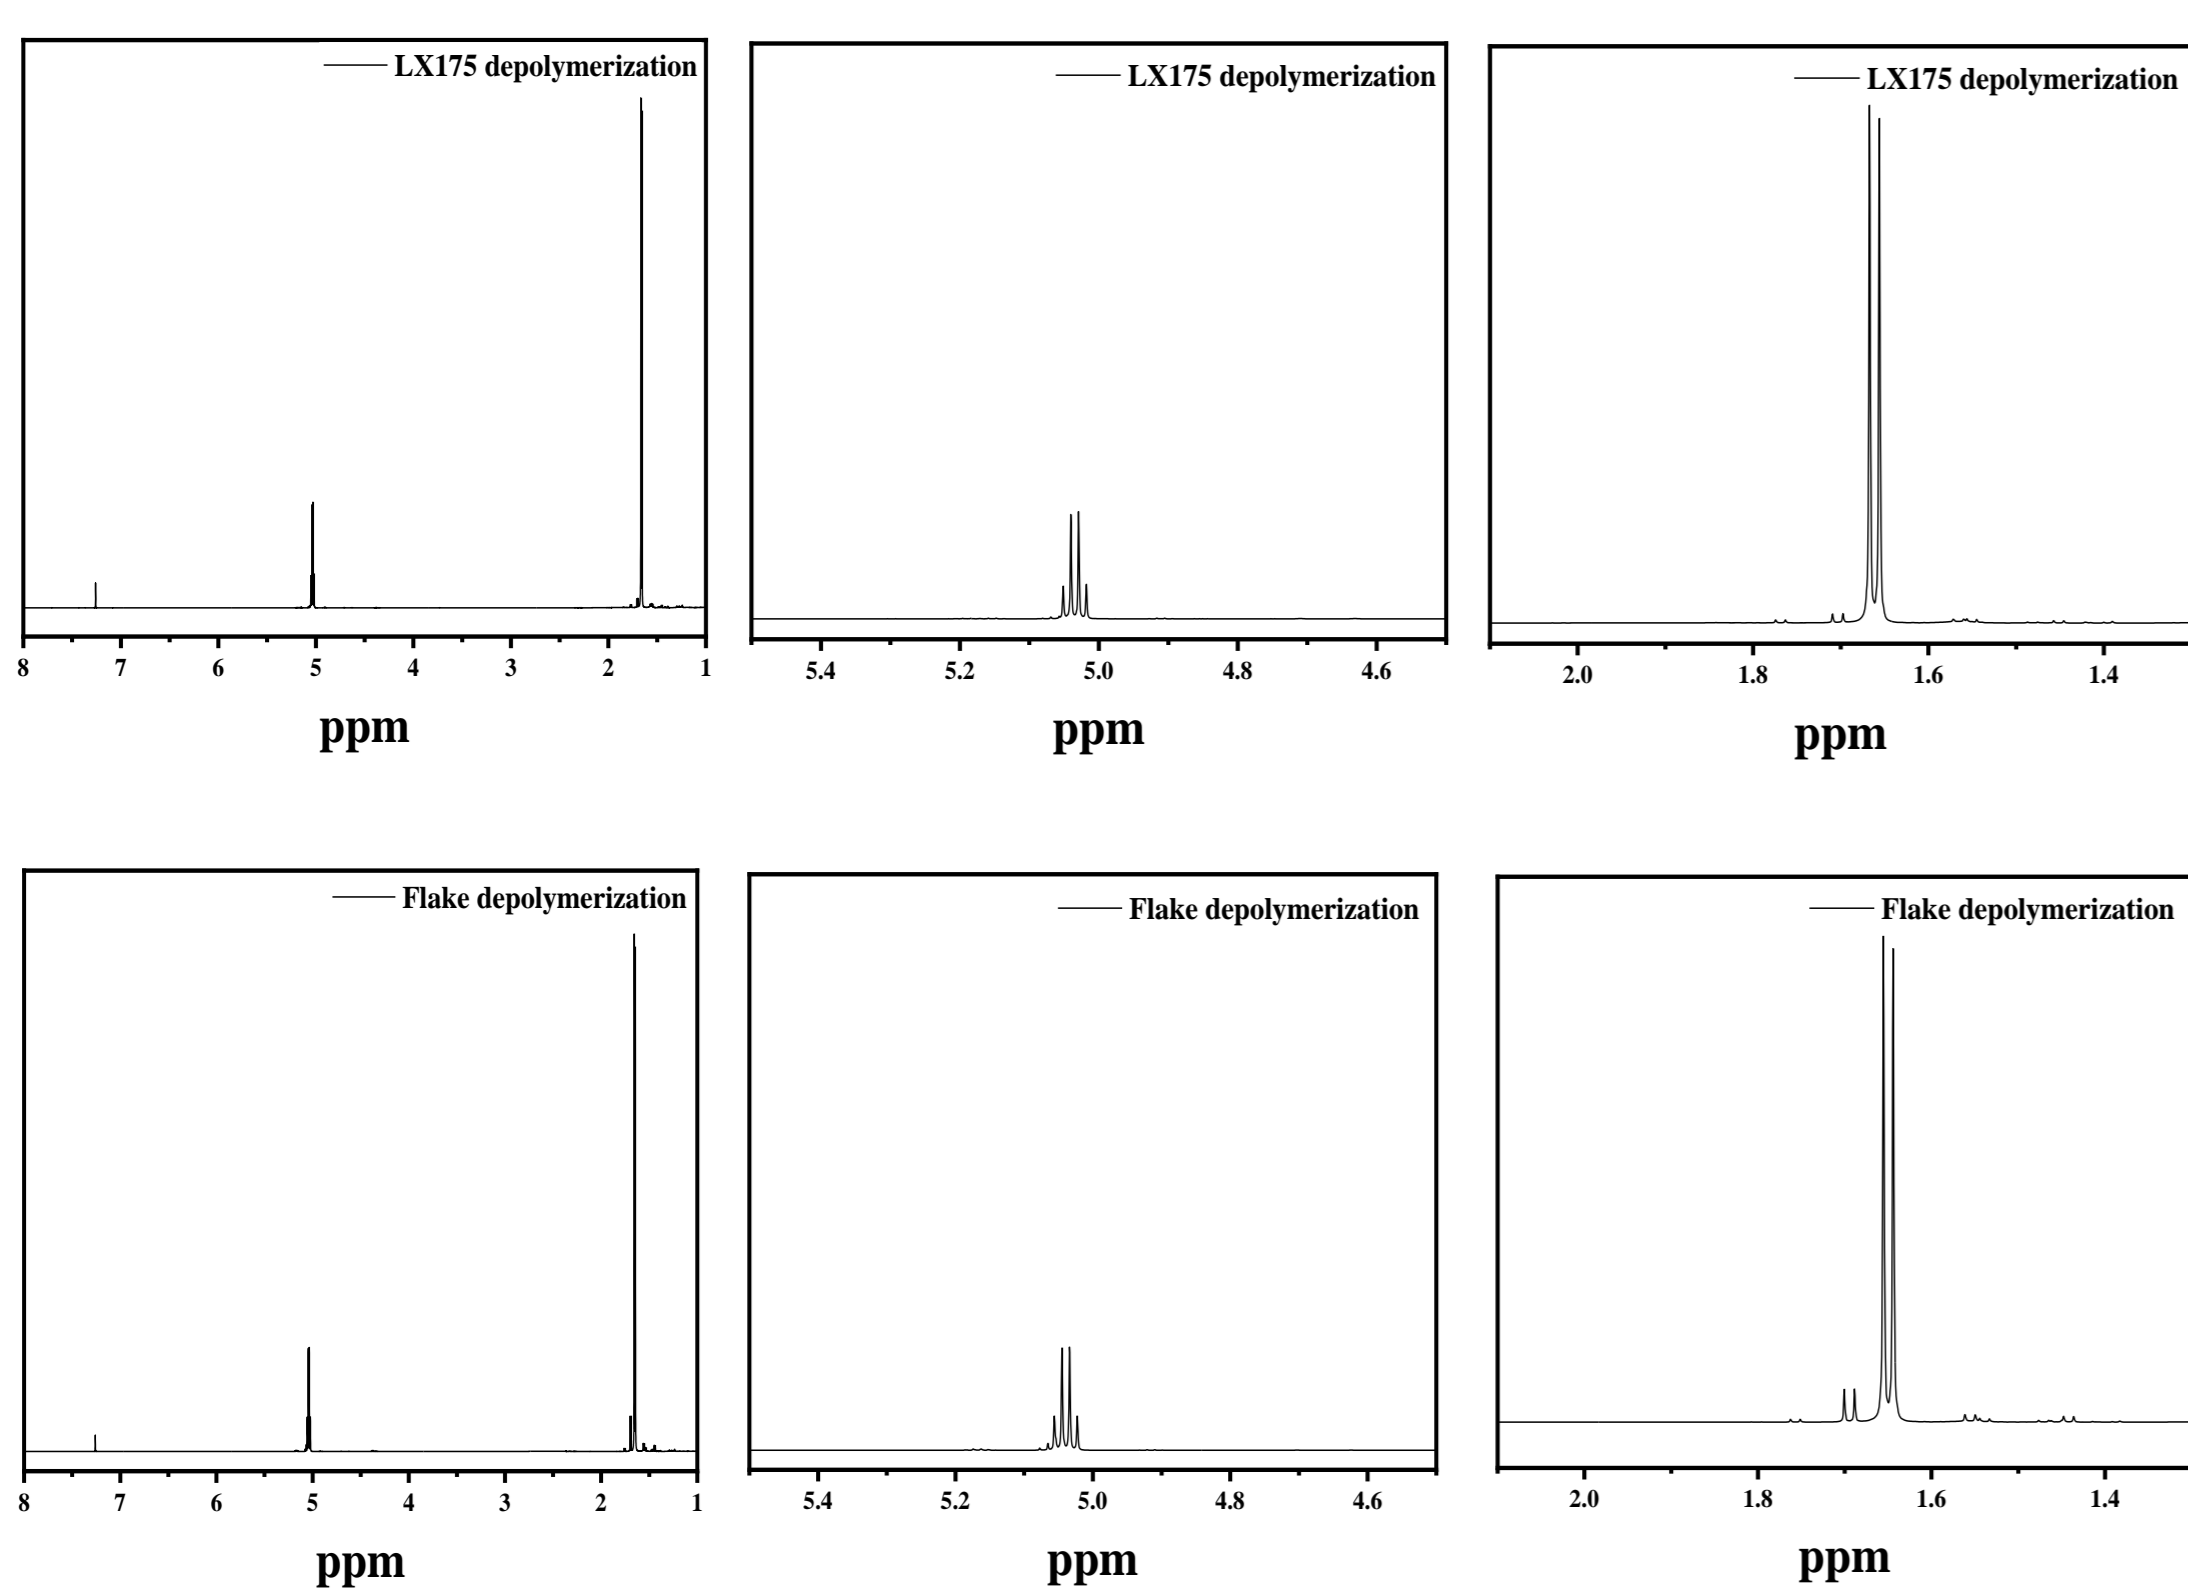 LX175 depolymerization
8 7 6 5 4 3 2 1
ppm
LX175 depolymerization
5.4 5.2 5.0 4.8 4.6
ppm
LX175 depolymerization
2.0 1.8 1.6 1.4
ppm
Flake depolymerization
8 7 6 5 4 3 2 1
ppm
Flake depolymerization
5.4 5.2 5.0 4.8 4.6
ppm
Flake depolymerization
2.0 1.8 1.6 1.4
ppm